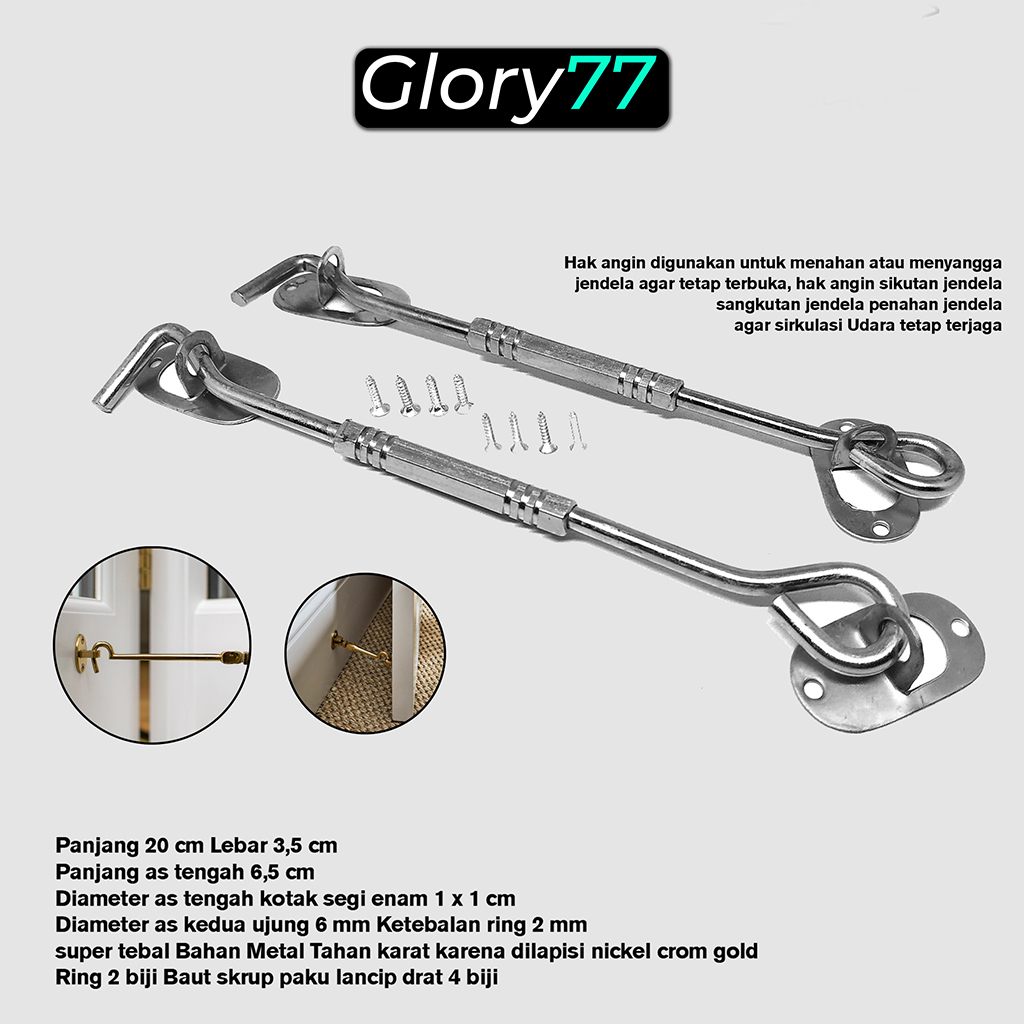 Glory77
Hak angin digunakan untuk menahan atau menyangga
jendela agar tetap terbuka, hak angin sikutan jendela
sangkutan jendela penahan jendela
agar sirkulasi Udara tetap terjaga
Panjang 20 cm Lebar 3,5 cm
Panjang as tengah 6,5 cm
Diameter as tengah kotak segi enam 1 x 1 cm
Diameter as kedua ujung 6 mm Ketebalan ring 2 mm
super tebal Bahan Metal Tahan karat karena dilapisi nickel crom gold
Ring 2 biji Baut skrup paku lancip drat 4 biji